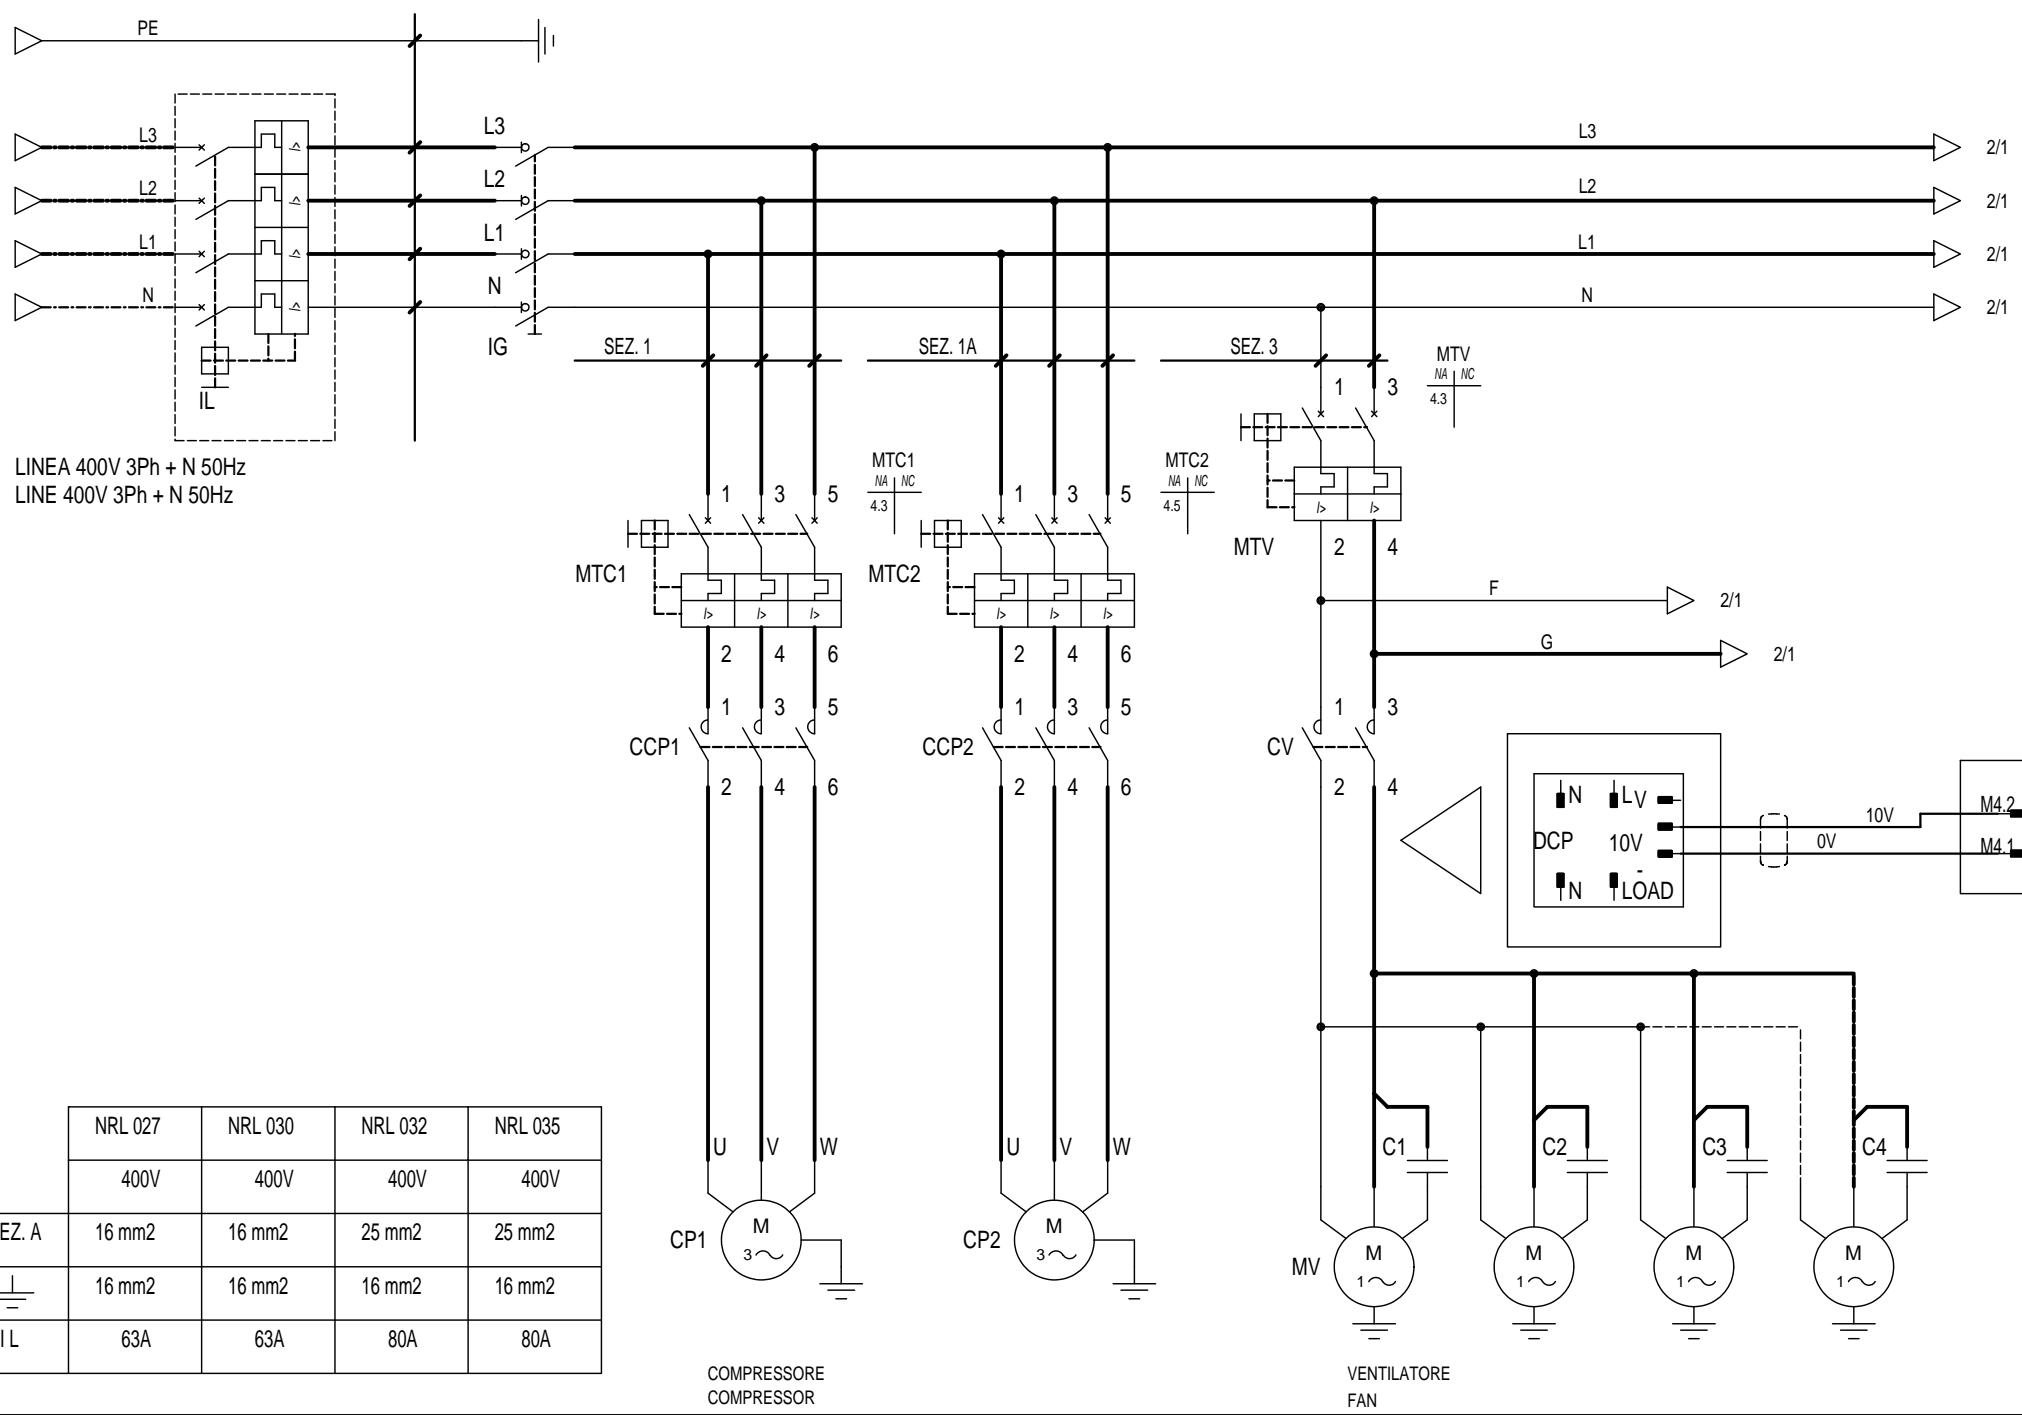 PE
L3 L3 L3 2/1
L2 L2 L2 2/1
L1 L1 L1 2/1
N N N 2/1
IG SEZ. 1 SEZ. 1A SEZ. 3 MTV
NA NC
4.3
IL
1 3
LINEA 400V 3Ph + N 50Hz
LINE 400V 3Ph + N 50Hz
MTC1 MTC2
NA NC NA NC
4.3 4.5
1 3 5 1 3 5
I> I>
MTV 2 4
MTC1 MTC2
I> I> I> I> I> I>
F 2/1
G 2/1
2 4 6 2 4 6
1 3 5 1 3 5 1 3
CCP1 CCP2 CV
2 4 6 2 4 6 2 4
N L V
DCP 10V
-
N LOAD
10V M4.2
0V M4.1
NRL 027 NRL 030 NRL 032 NRL 035
400V 400V 400V 400V
EZ. A 16 mm2 16 mm2 25 mm2 25 mm2
16 mm2 16 mm2 16 mm2 16 mm2
I L 63A 63A 80A 80A
U V W U V W C1 C2 C3 C4
CP1 M 3 CP2 M 3 MV M 1 M 1 M 1 M 1
COMPRESSORE
COMPRESSOR
VENTILATORE
FAN